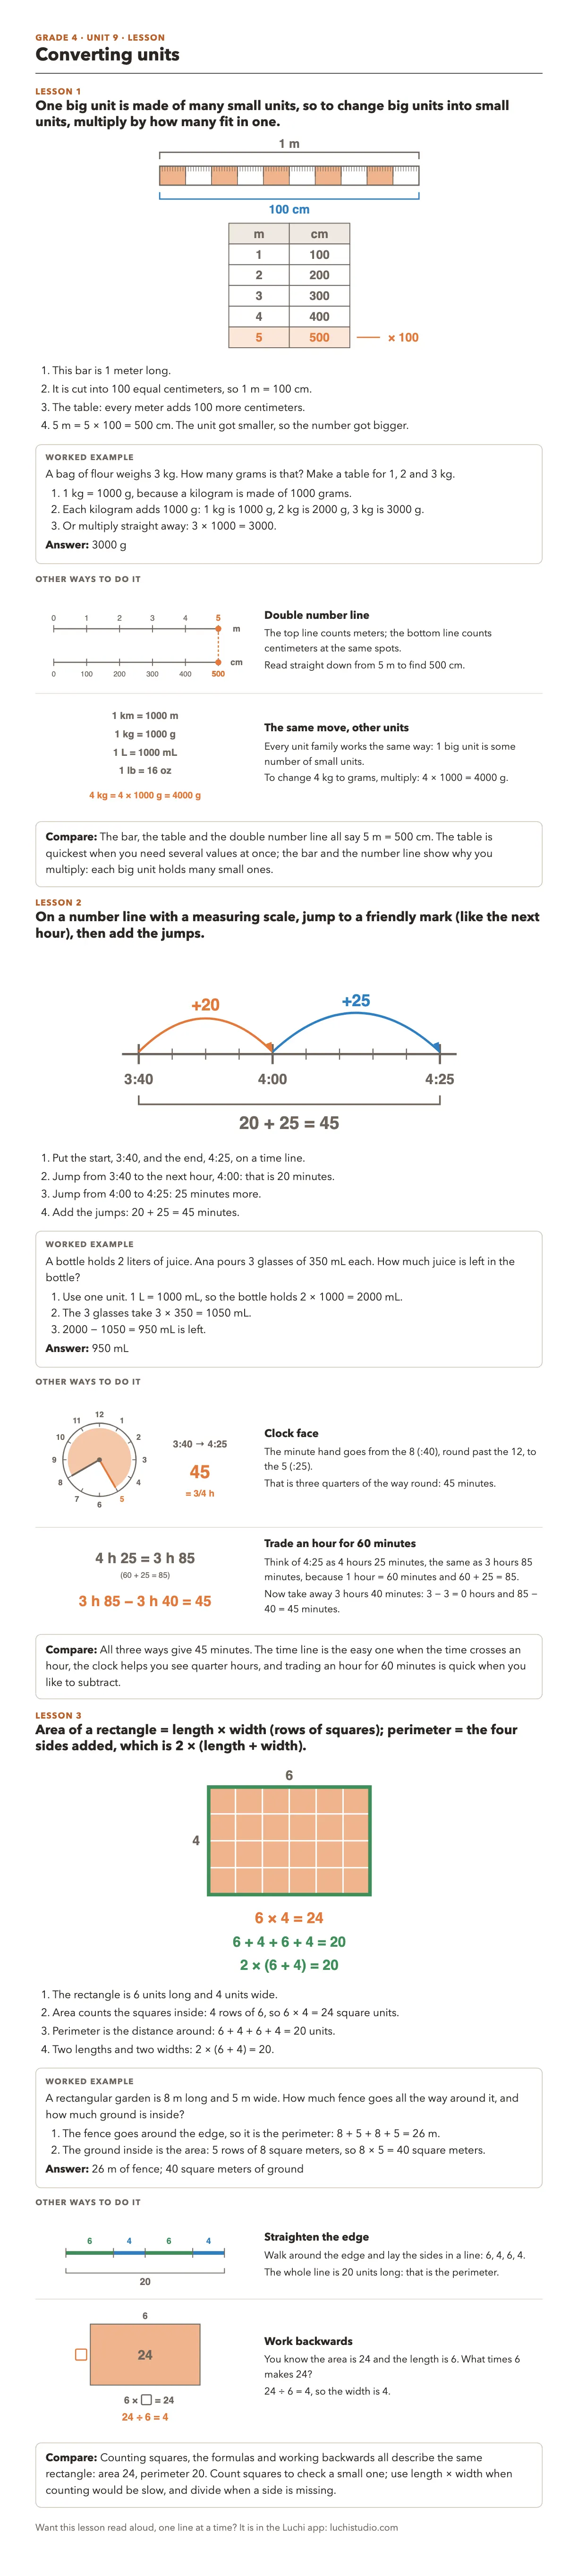 GRADE 4 · UNIT 9 · LESSON
Converting units
LESSON 1
One big unit is made of many small units, so to change big units into small
units, multiply by how many fit in one.
1 m
100 cm
m cm
1 100
2 200
3 300
4 400
5 500 × 100
1. This bar is 1 meter long.
2. It is cut into 100 equal centimeters, so 1 m = 100 cm.
3. The table: every meter adds 100 more centimeters.
4. 5 m = 5 × 100 = 500 cm. The unit got smaller, so the number got bigger.
WORKED EXAMPLE
A bag of flour weighs 3 kg. How many grams is that? Make a table for 1, 2 and 3 kg.
1. 1 kg = 1000 g, because a kilogram is made of 1000 grams.
2. Each kilogram adds 1000 g: 1 kg is 1000 g, 2 kg is 2000 g, 3 kg is 3000 g.
3. Or multiply straight away: 3 × 1000 = 3000.
Answer: 3000 g
OTHER WAYS TO DO IT
0 1 2 3 4 5
m
cm
0 100 200 300 400 500
Double number line
The top line counts meters; the bottom line counts
centimeters at the same spots.
Read straight down from 5 m to find 500 cm.
1 km = 1000 m
1 kg = 1000 g
1 L = 1000 mL
1 lb = 16 oz
4 kg = 4 × 1000 g = 4000 g
The same move, other units
Every unit family works the same way: 1 big unit is some
number of small units.
To change 4 kg to grams, multiply: 4 × 1000 = 4000 g.
Compare: The bar, the table and the double number line all say 5 m = 500 cm. The table is
quickest when you need several values at once; the bar and the number line show why you
multiply: each big unit holds many small ones.
LESSON 2
On a number line with a measuring scale, jump to a friendly mark (like the next
hour), then add the jumps.
+20 +25
3:40 4:00 4:25
20 + 25 = 45
1. Put the start, 3:40, and the end, 4:25, on a time line.
2. Jump from 3:40 to the next hour, 4:00: that is 20 minutes.
3. Jump from 4:00 to 4:25: 25 minutes more.
4. Add the jumps: 20 + 25 = 45 minutes.
WORKED EXAMPLE
A bottle holds 2 liters of juice. Ana pours 3 glasses of 350 mL each. How much juice is left in the
bottle?
1. Use one unit. 1 L = 1000 mL, so the bottle holds 2 × 1000 = 2000 mL.
2. The 3 glasses take 3 × 350 = 1050 mL.
3. 2000 − 1050 = 950 mL is left.
Answer: 950 mL
OTHER WAYS TO DO IT
12
11 1
10 2
9 3
8 4
7 5
6
3:40 → 4:25
45
= 3/4 h
Clock face
The minute hand goes from the 8 (:40), round past the 12, to
the 5 (:25).
That is three quarters of the way round: 45 minutes.
4 h 25 = 3 h 85
(60 + 25 = 85)
3 h 85 − 3 h 40 = 45
Trade an hour for 60 minutes
Think of 4:25 as 4 hours 25 minutes, the same as 3 hours 85
minutes, because 1 hour = 60 minutes and 60 + 25 = 85.
Now take away 3 hours 40 minutes: 3 − 3 = 0 hours and 85 −
40 = 45 minutes.
Compare: All three ways give 45 minutes. The time line is the easy one when the time crosses an
hour, the clock helps you see quarter hours, and trading an hour for 60 minutes is quick when you
like to subtract.
LESSON 3
Area of a rectangle = length × width (rows of squares); perimeter = the four
sides added, which is 2 × (length + width).
6
4
6 × 4 = 24
6 + 4 + 6 + 4 = 20
2 × (6 + 4) = 20
1. The rectangle is 6 units long and 4 units wide.
2. Area counts the squares inside: 4 rows of 6, so 6 × 4 = 24 square units.
3. Perimeter is the distance around: 6 + 4 + 6 + 4 = 20 units.
4. Two lengths and two widths: 2 × (6 + 4) = 20.
WORKED EXAMPLE
A rectangular garden is 8 m long and 5 m wide. How much fence goes all the way around it, and
how much ground is inside?
1. The fence goes around the edge, so it is the perimeter: 8 + 5 + 8 + 5 = 26 m.
2. The ground inside is the area: 5 rows of 8 square meters, so 8 × 5 = 40 square meters.
Answer: 26 m of fence; 40 square meters of ground
OTHER WAYS TO DO IT
6 4 6 4
20
Straighten the edge
Walk around the edge and lay the sides in a line: 6, 4, 6, 4.
The whole line is 20 units long: that is the perimeter.
6
24
6 × □ = 24
24 ÷ 6 = 4
Work backwards
You know the area is 24 and the length is 6. What times 6
makes 24?
24 ÷ 6 = 4, so the width is 4.
Compare: Counting squares, the formulas and working backwards all describe the same
rectangle: area 24, perimeter 20. Count squares to check a small one; use length × width when
counting would be slow, and divide when a side is missing.
Want this lesson read aloud, one line at a time? It is in the Luchi app: luchistudio.com